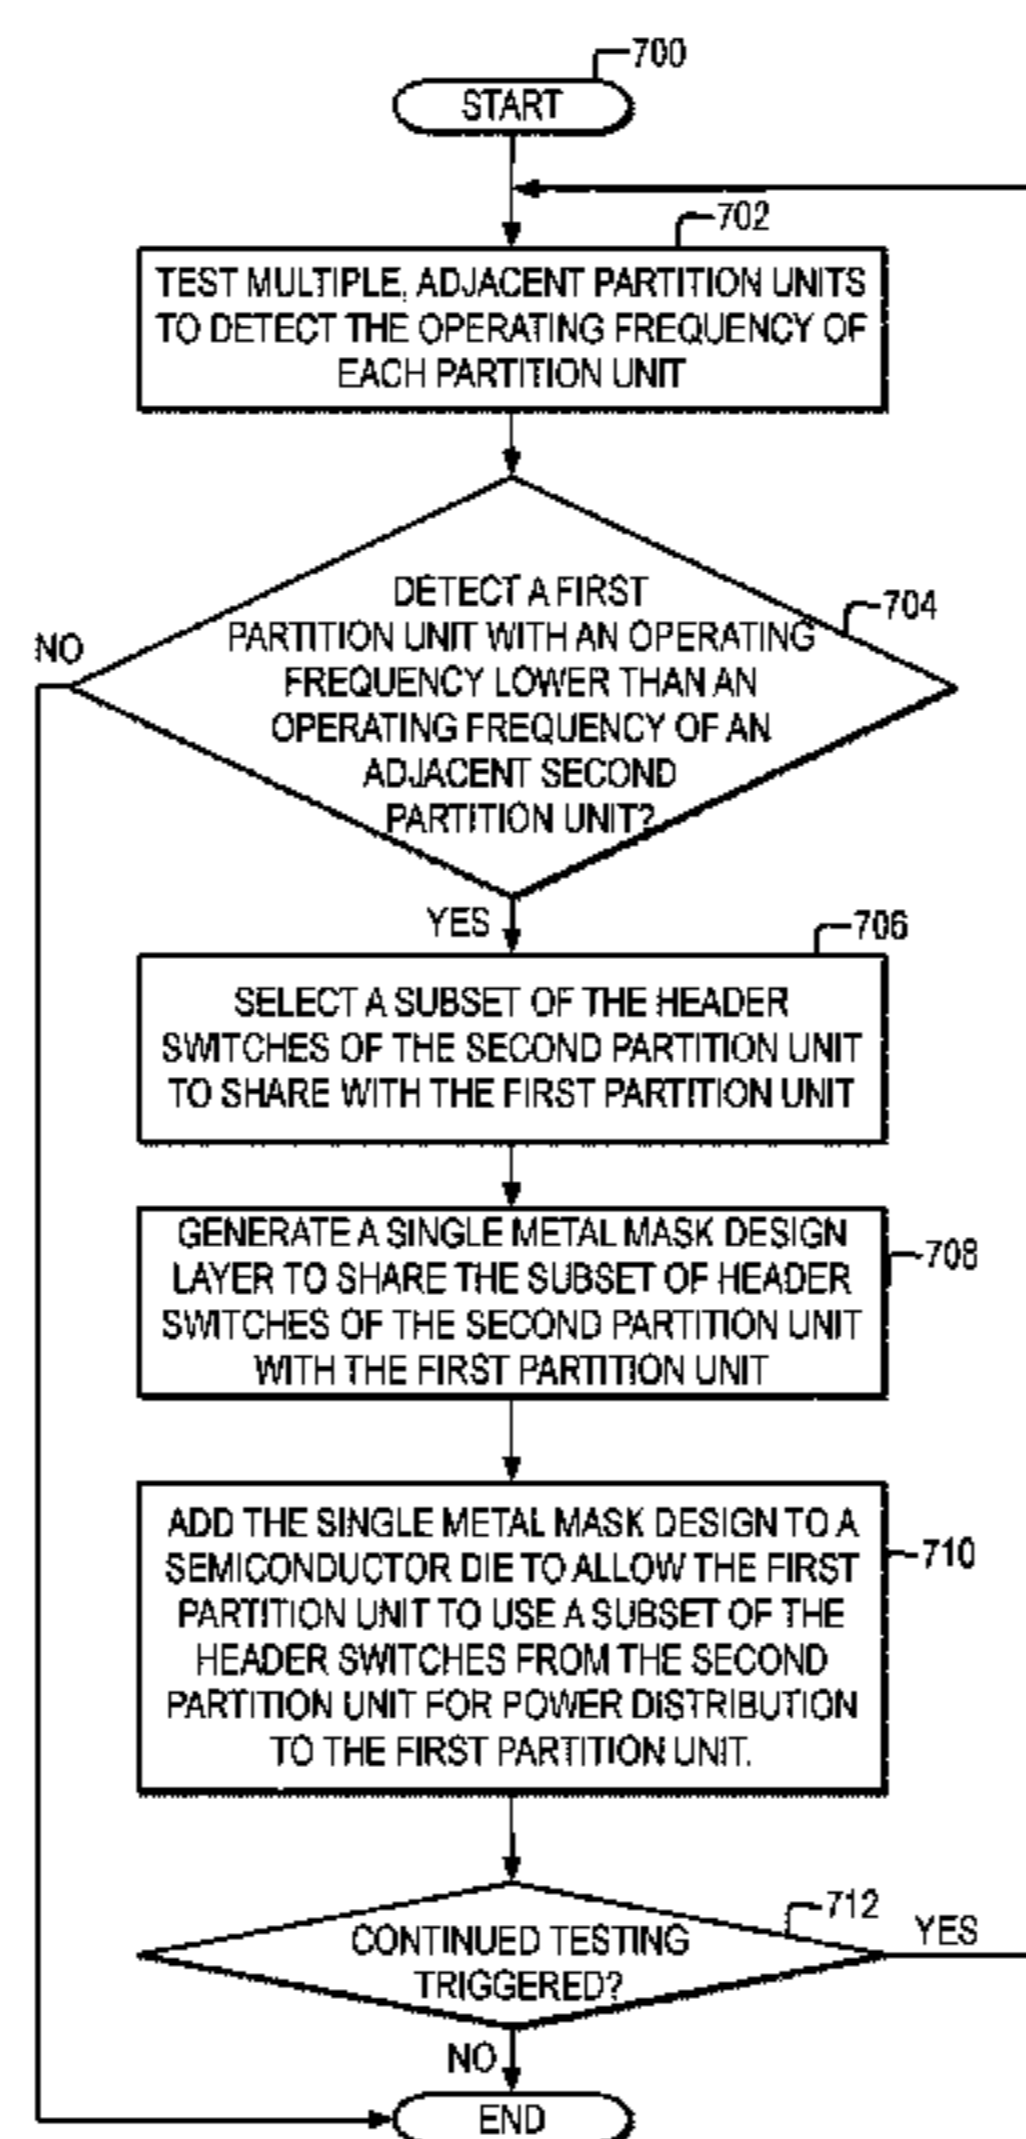 700
START
702
TEST MULTIPLE, ADJACENT PARTITION UNITS
TO DETECT THE OPERATING FREQUENCY OF
EACH PARTITION UNIT
DETECT A FIRST
704
PARTITION UNIT WITH AN OPERATING
NO
FREQUENCY LOWER THAN AN
OPERATING FREQUENCY OF AN
ADJACENT SECOND
PARTITION UNIT?
YES
706
SELECT A SUBSET OF THE HEADER
SWITCHES OF THE SECOND PARTITION UNIT
TO SHARE WITH THE FIRST PARTITION UNIT
GENERATE A SINGLE METAL MASK DESIGN
708
LAYER TO SHARE THE SUBSET OF HEADER
SWITCHES OF THE SECOND PARTITION UNIT
WITH THE FIRST PARTITION UNIT
ADD THE SINGLE METAL MASK DESIGN TO A
710
SEMICONDUCTOR DIE TO ALLOW THE FIRST
PARTITION UNIT TO USE A SUBSET OF THE
HEADER SWITCHES FROM THE SECOND
PARTITION UNIT FOR POWER DISTRIBUTION
TO THE FIRST PARTITION UNIT.
712
CONTINUED TESTING
TRIGGERED?
YES
NO
END